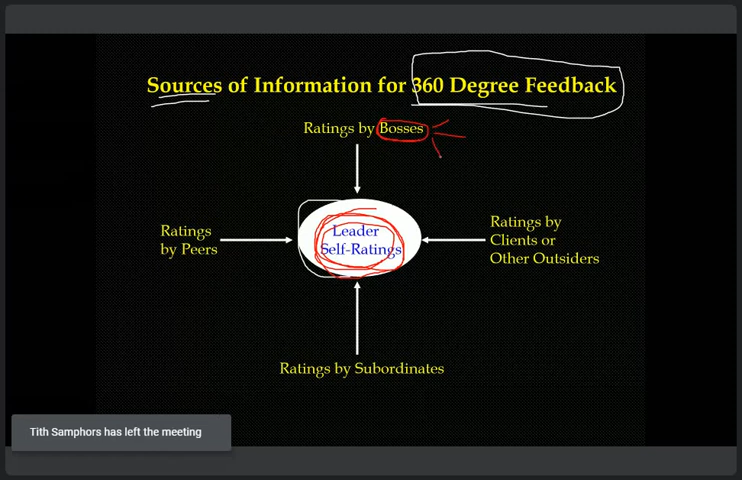 Sources of Information for 360 Degree Feedback
Ratings by Bosses
Ratings
by Peers
Leader
Self-Ratings
Ratings by
Clients or
Other Outsiders
Ratings by Subordinates
Tith Samphors has left the meeting